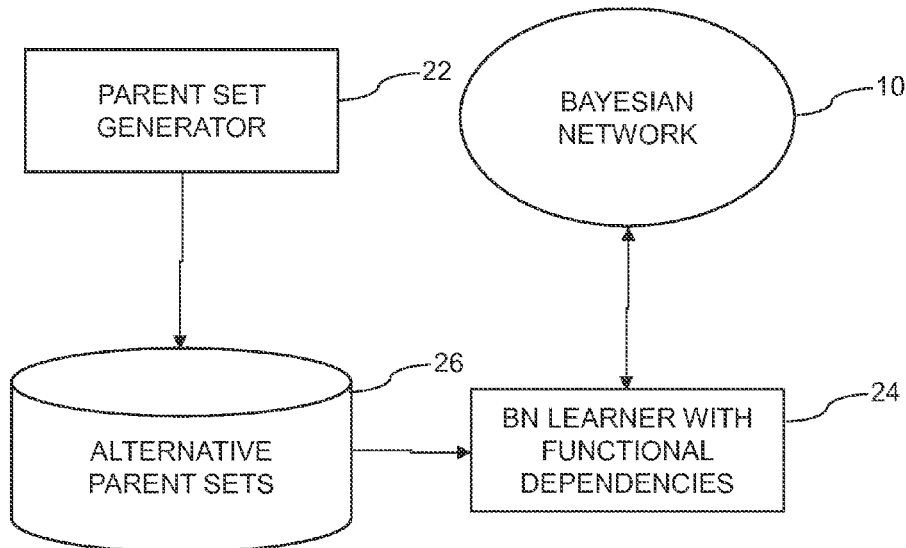 PARENT SET
GENERATOR
22
BAYESIAN
NETWORK
10
26
ALTERNATIVE
PARENT SETS
BN LEARNER WITH
FUNCTIONAL
DEPENDENCIES
24